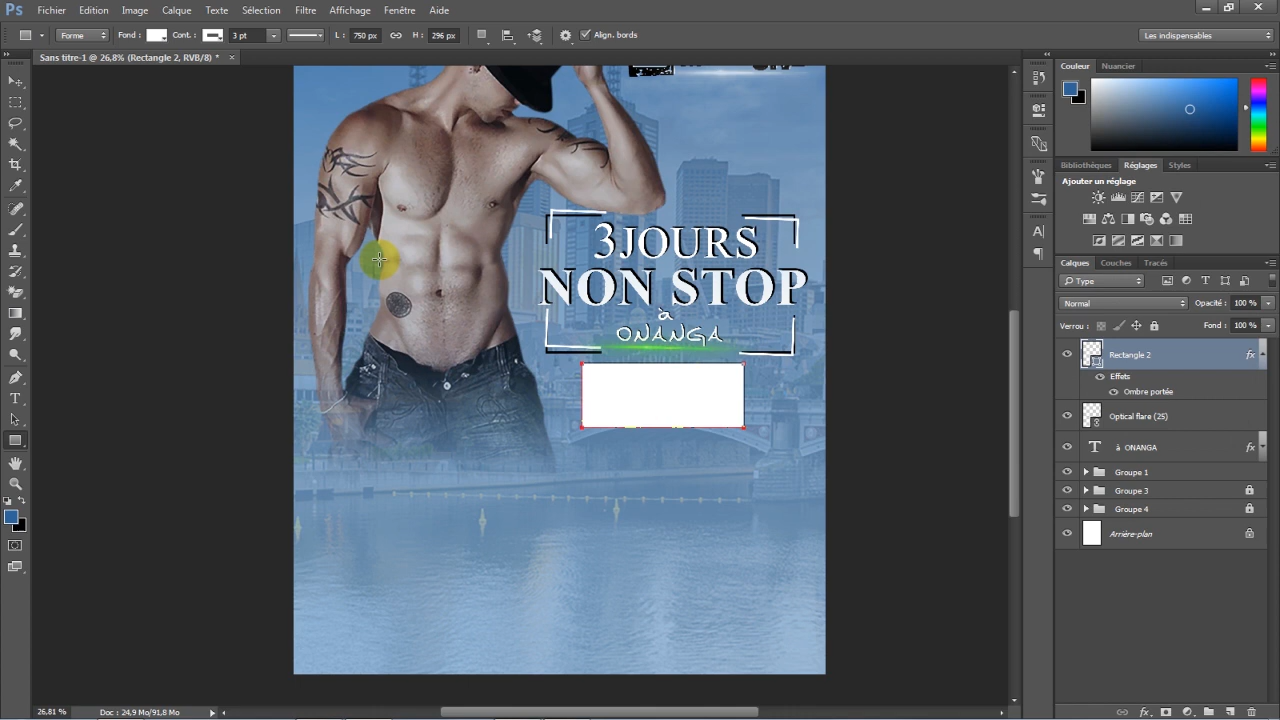 Ps Fichier Edition Image Calque Texte Sélection Filtre Affichage Fenêtre Aide
Forme Fond : Cont. : 3 pt L : 750 px H : 296 px Align. bords Les indispensables
Sans titre-1 @ 26,8% (Rectangle 2, RVB/8) * ×
Couleur Nuancier
Bibliothèques Réglages Styles
Ajouter un réglage
3JOURS
NON STOP
à
ONANGA
Calques Couches Tracés
Type
Normal Opacité : 100 %
Verrou : Fond : 100 %
Rectangle 2 fx
Effets
Ombre portée
Optical flare (25)
T à ONANGA fx
Groupe 1
Groupe 3
Groupe 4
Arrière-plan
26,81 % Doc : 24,9 Mo/91,8 Mo